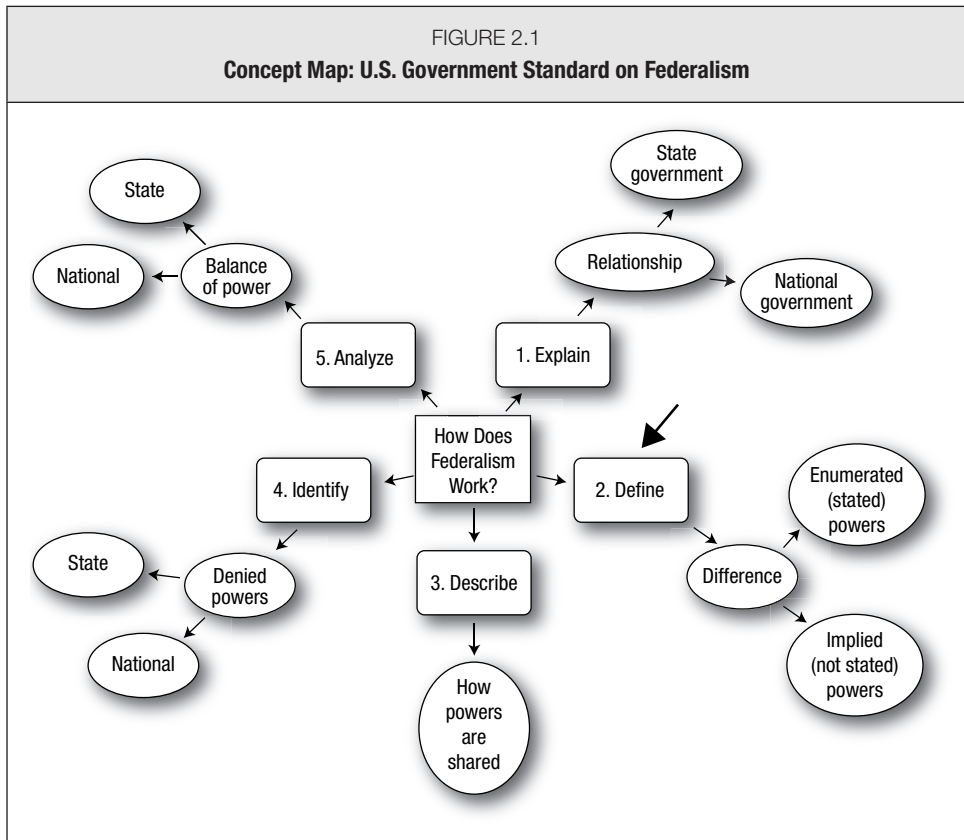 FIGURE 2.1
Concept Map: U.S. Government Standard on Federalism
State
government
Relationship
National
government
1. Explain
State
National
Balance
of power
5. Analyze
How Does
Federalism
Work?
2. Define
Enumerated
(stated)
powers
Difference
Implied
(not stated)
powers
3. Describe
How
powers
are
shared
4. Identify
Denied
powers
State
National